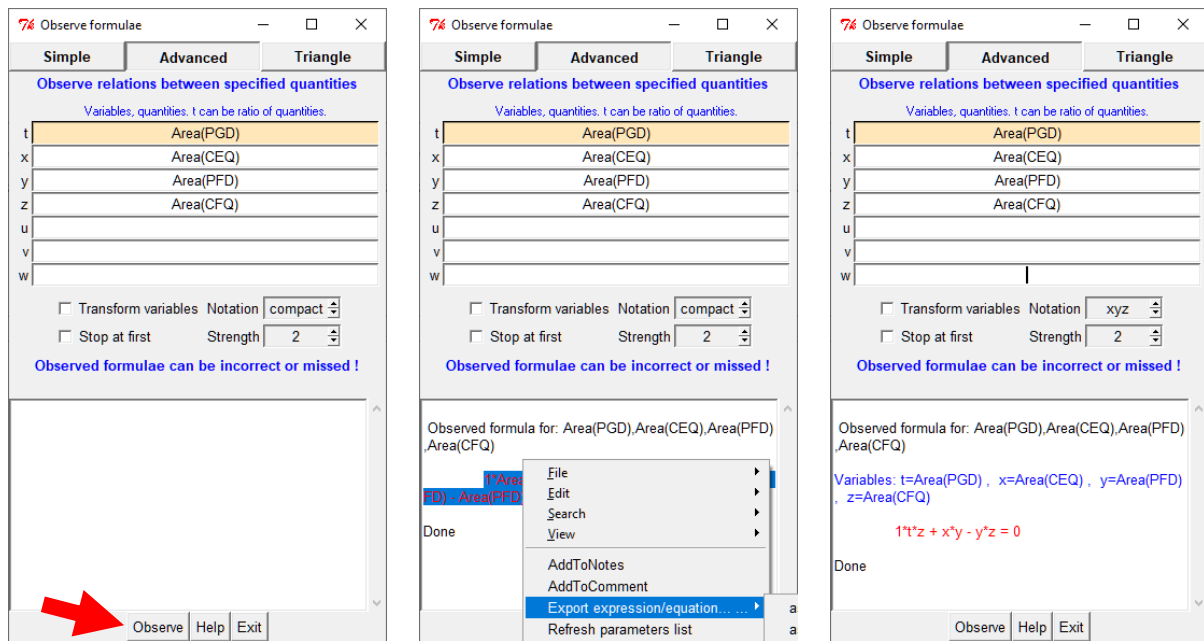 Observe formulae
Simple Advanced Triangle
Observe relations between specified quantities
Variables, quantities. t can be ratio of quantities.
t Area(PGD)
x Area(CEQ)
y Area(PFD)
z Area(CFQ)
u
v
w
Transform variables Notation compact
Stop at first Strength 2
Observed formulae can be incorrect or missed !
Observe Help Exit
Observe formulae
Simple Advanced Triangle
Observe relations between specified quantities
Variables, quantities. t can be ratio of quantities.
t Area(PGD)
x Area(CEQ)
y Area(PFD)
z Area(CFQ)
u
v
w
Transform variables Notation compact
Stop at first Strength 2
Observed formulae can be incorrect or missed !
Observed formula for: Area(PGD),Area(CEQ),Area(PFD)
,Area(CFQ)
1*Area
FD) - Area(PFD
Done
File
Edit
Search
View
AddToNotes
AddToComment
Export expression/equation... ...
Refresh parameters list
a
a
Observe formulae
Simple Advanced Triangle
Observe relations between specified quantities
Variables, quantities. t can be ratio of quantities.
t Area(PGD)
x Area(CEQ)
y Area(PFD)
z Area(CFQ)
u
v
w
Transform variables Notation xyz
Stop at first Strength 2
Observed formulae can be incorrect or missed !
Observed formula for: Area(PGD),Area(CEQ),Area(PFD)
,Area(CFQ)
Variables: t=Area(PGD) , x=Area(CEQ) , y=Area(PFD)
, z=Area(CFQ)
1*t*z + x*y - y*z = 0
Done
Observe Help Exit